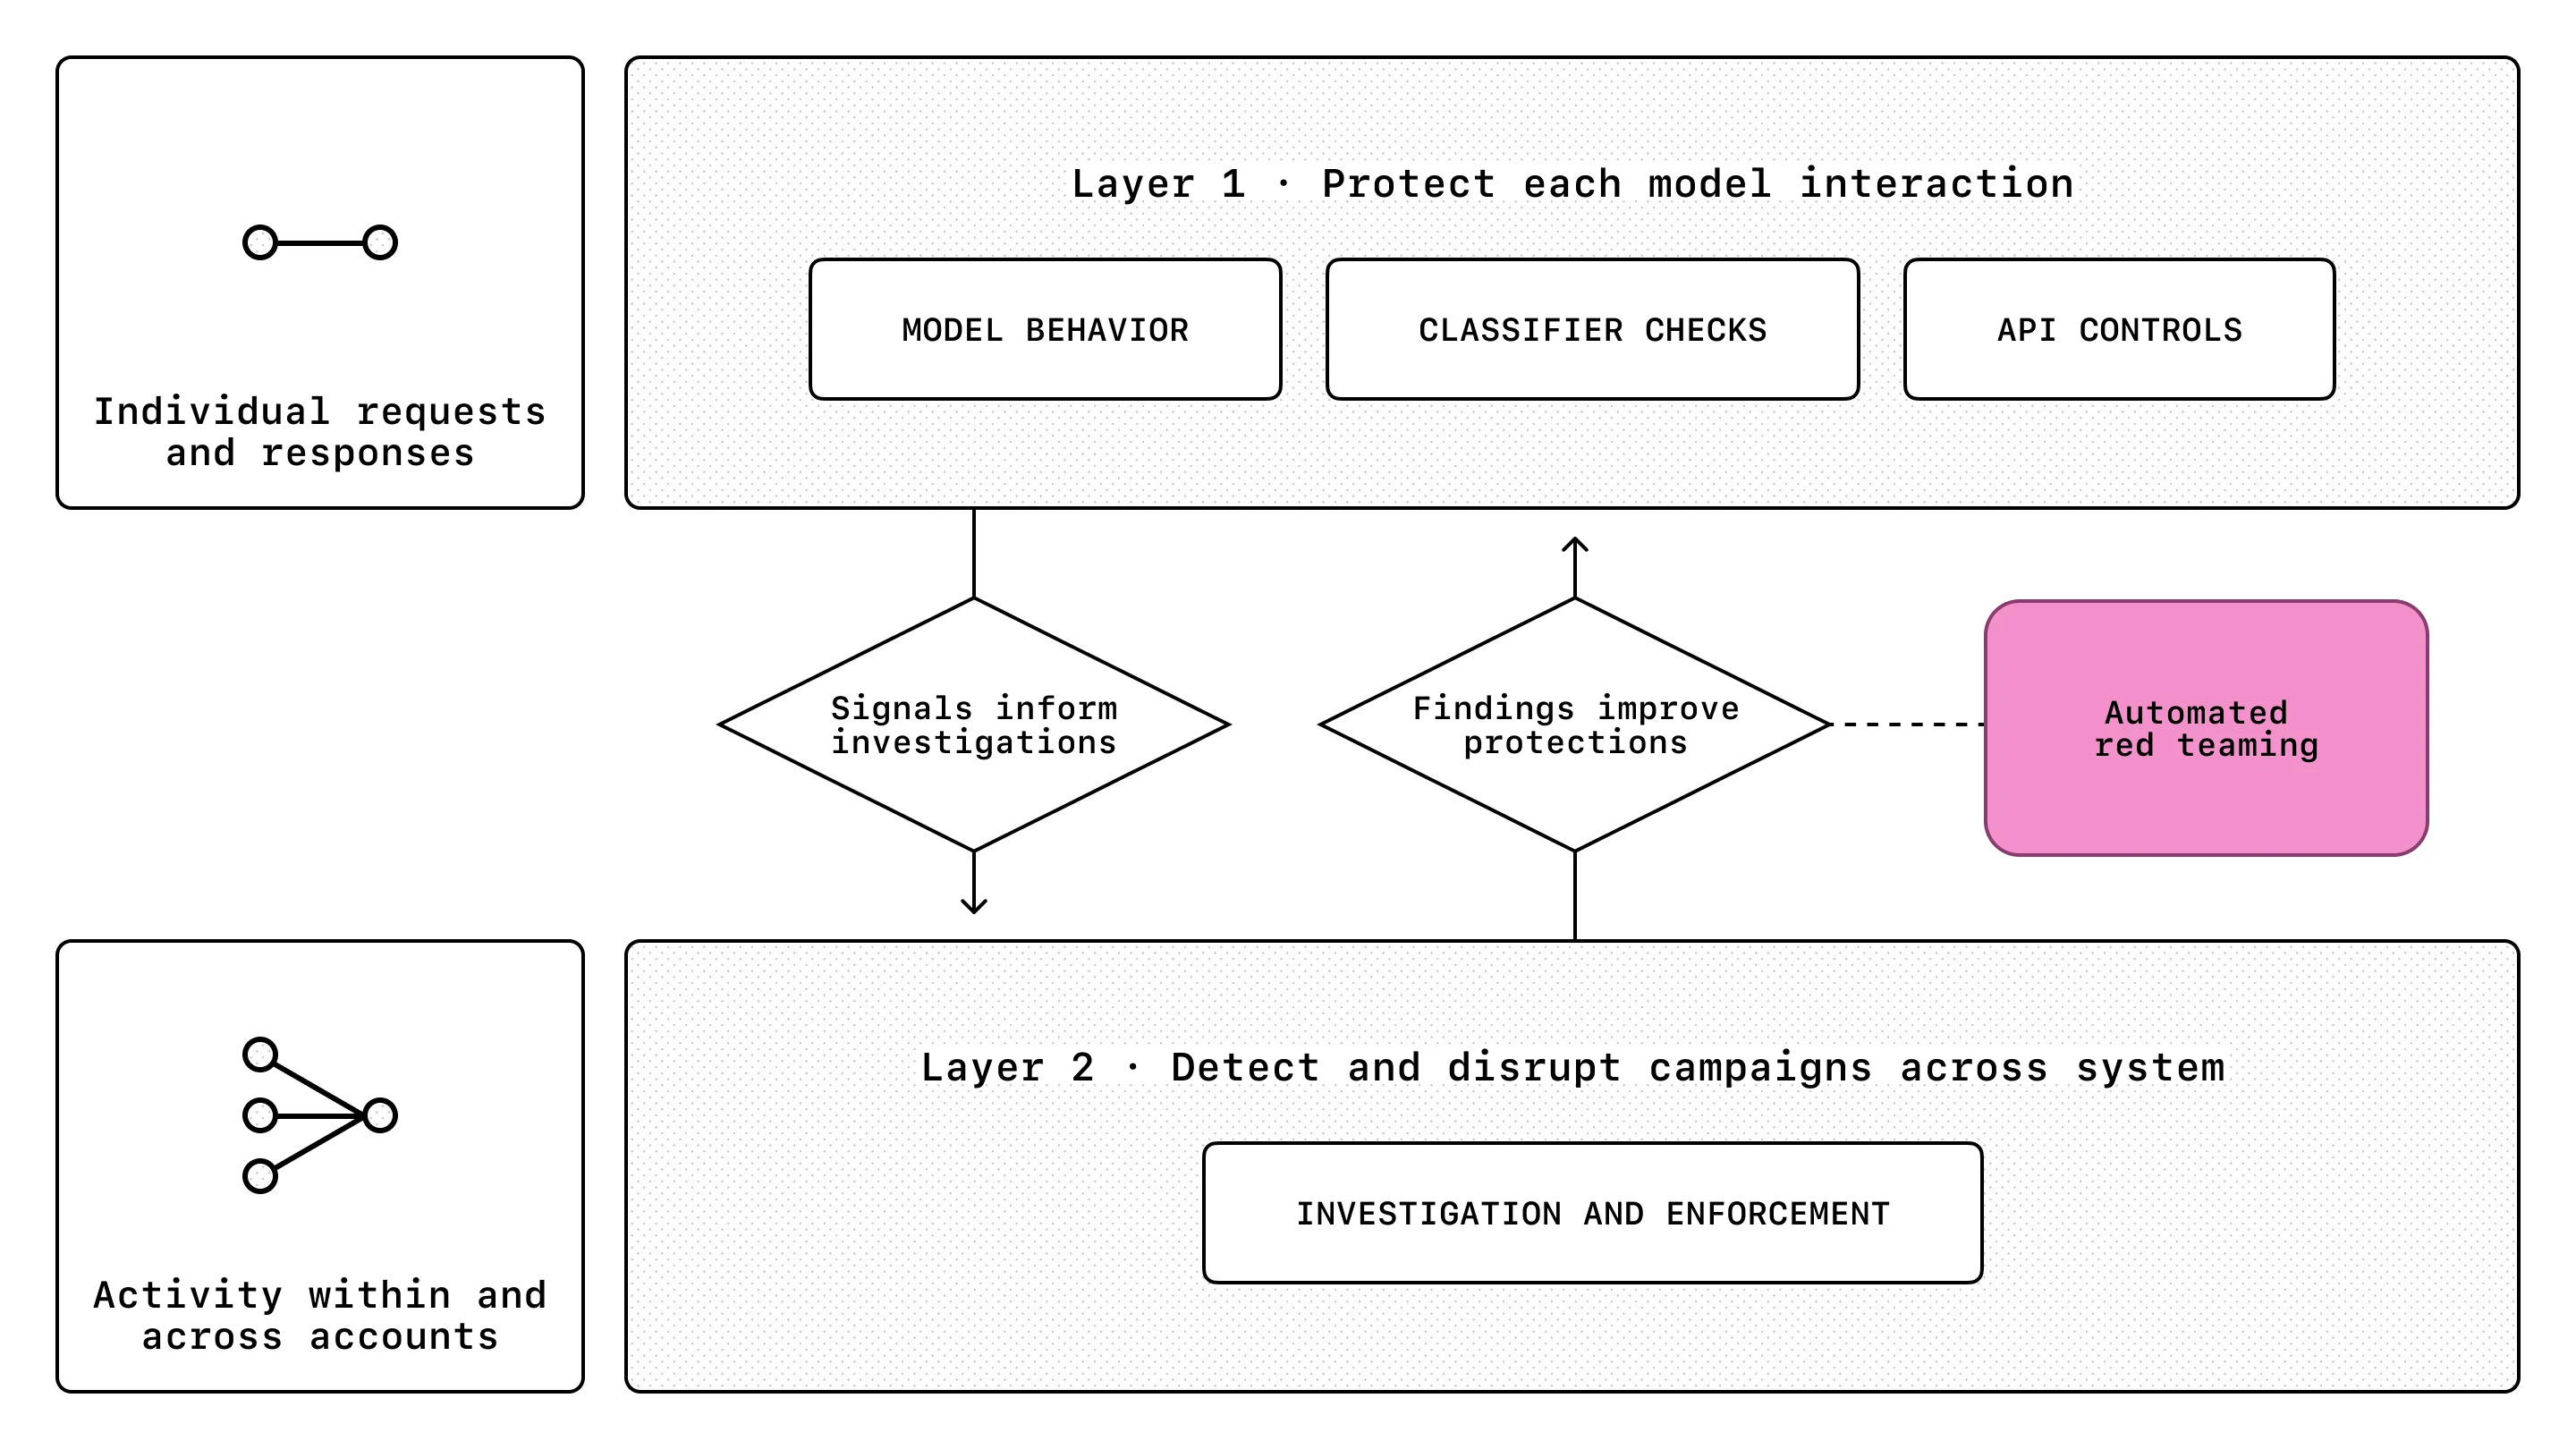 Layer 1 · Protect each model interaction
MODEL BEHAVIOR
CLASSIFIER CHECKS
API CONTROLS
Individual requests
and responses
Signals inform
investigations
Findings improve
protections
Automated
red teaming
Layer 2 · Detect and disrupt campaigns across system
INVESTIGATION AND ENFORCEMENT
Activity within and
across accounts